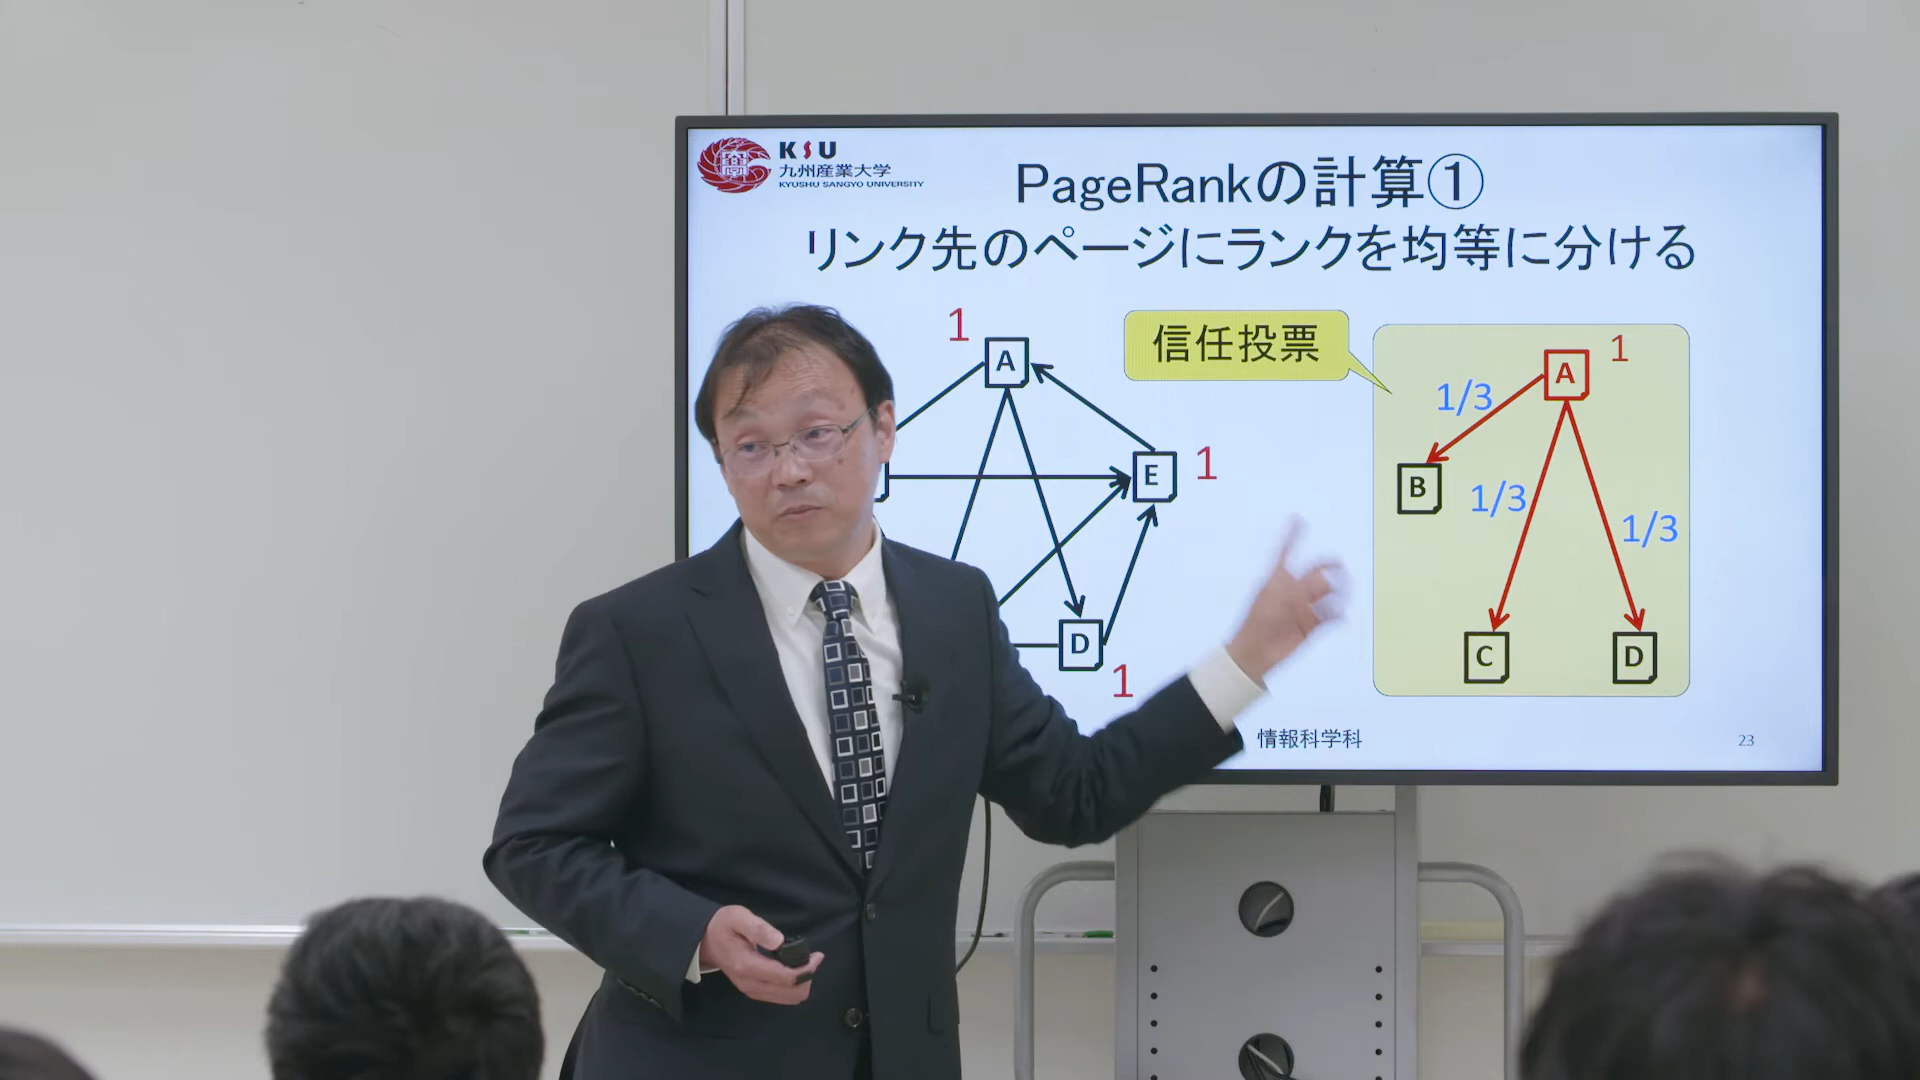 KSU
九州産業大学
KYUSHU SANGYO UNIVERSITY
PageRankの計算①
リンク先のページにランクを均等に分ける
1
A
E
1
D
1
信任投票
A
1
1/3
B
1/3
1/3
C
D
情報科学科
23